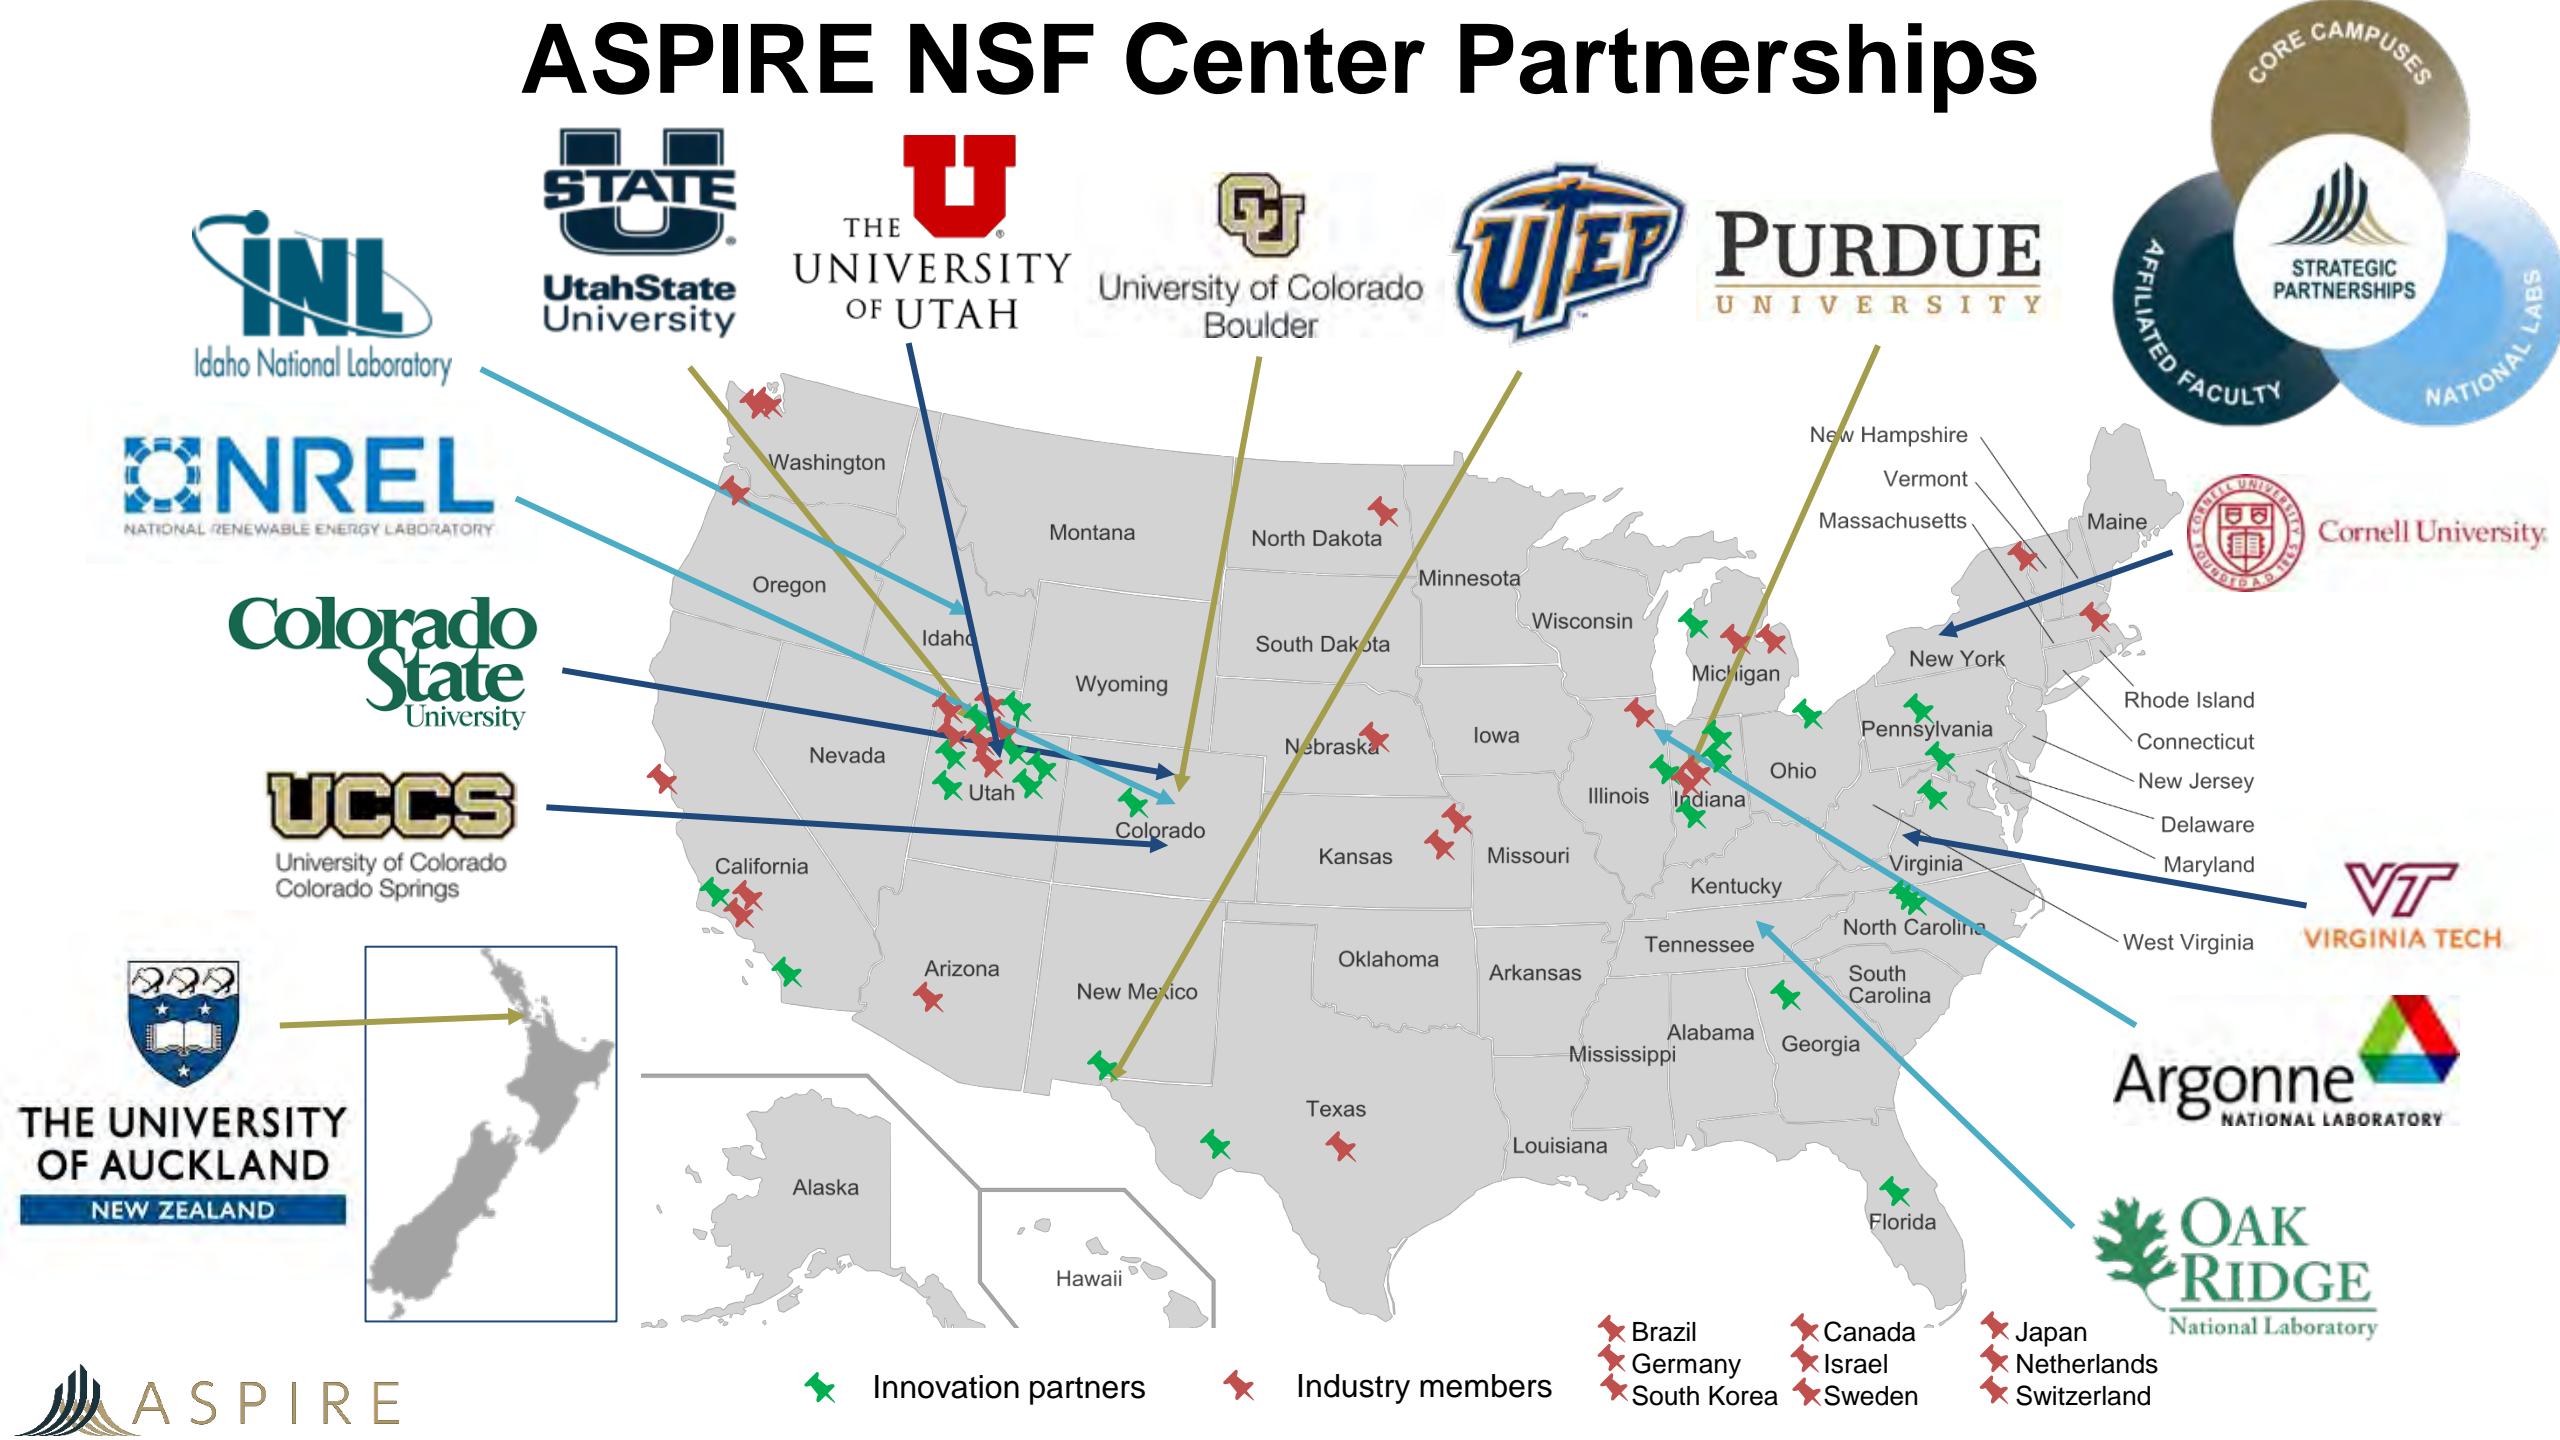 ASPIRE NSF Center Partnerships
CORE CAMPUSES
AFFILIATED FACULTY
NATIONAL LABS
STRATEGIC
PARTNERSHIPS
INL
Idaho National Laboratory
STATE
UtahState
University
U
THE
UNIVERSITY
OF UTAH
CU
University of Colorado
Boulder
UTEP
PURDUE
UNIVERSITY
NREL
NATIONAL RENEWABLE ENERGY LABORATORY
Colorado
State
University
UCCS
University of Colorado
Colorado Springs
THE UNIVERSITY
OF AUCKLAND
NEW ZEALAND
CORNELL UNIVERSITY
FOUNDED A.D. 1865
Cornell University
VT
VIRGINIA TECH
Argonne
NATIONAL LABORATORY
OAK
RIDGE
National Laboratory
Washington
Montana
North Dakota
Minnesota
Oregon
Idaho
Wyoming
South Dakota
Wisconsin
Michigan
New Hampshire
Vermont
Massachusetts
Maine
New York
Rhode Island
Connecticut
New Jersey
Delaware
Maryland
West Virginia
Pennsylvania
Nevada
Utah
Colorado
Nebraska
Iowa
Illinois
Indiana
Ohio
California
Kansas
Missouri
Kentucky
Virginia
Arizona
New Mexico
Oklahoma
Arkansas
Tennessee
North Carolina
South
Carolina
Mississippi
Alabama
Georgia
Texas
Louisiana
Florida
Alaska
Hawaii
Innovation partners
Industry members
Brazil
Canada
Japan
Germany
Israel
Netherlands
South Korea
Sweden
Switzerland
ASPIRE